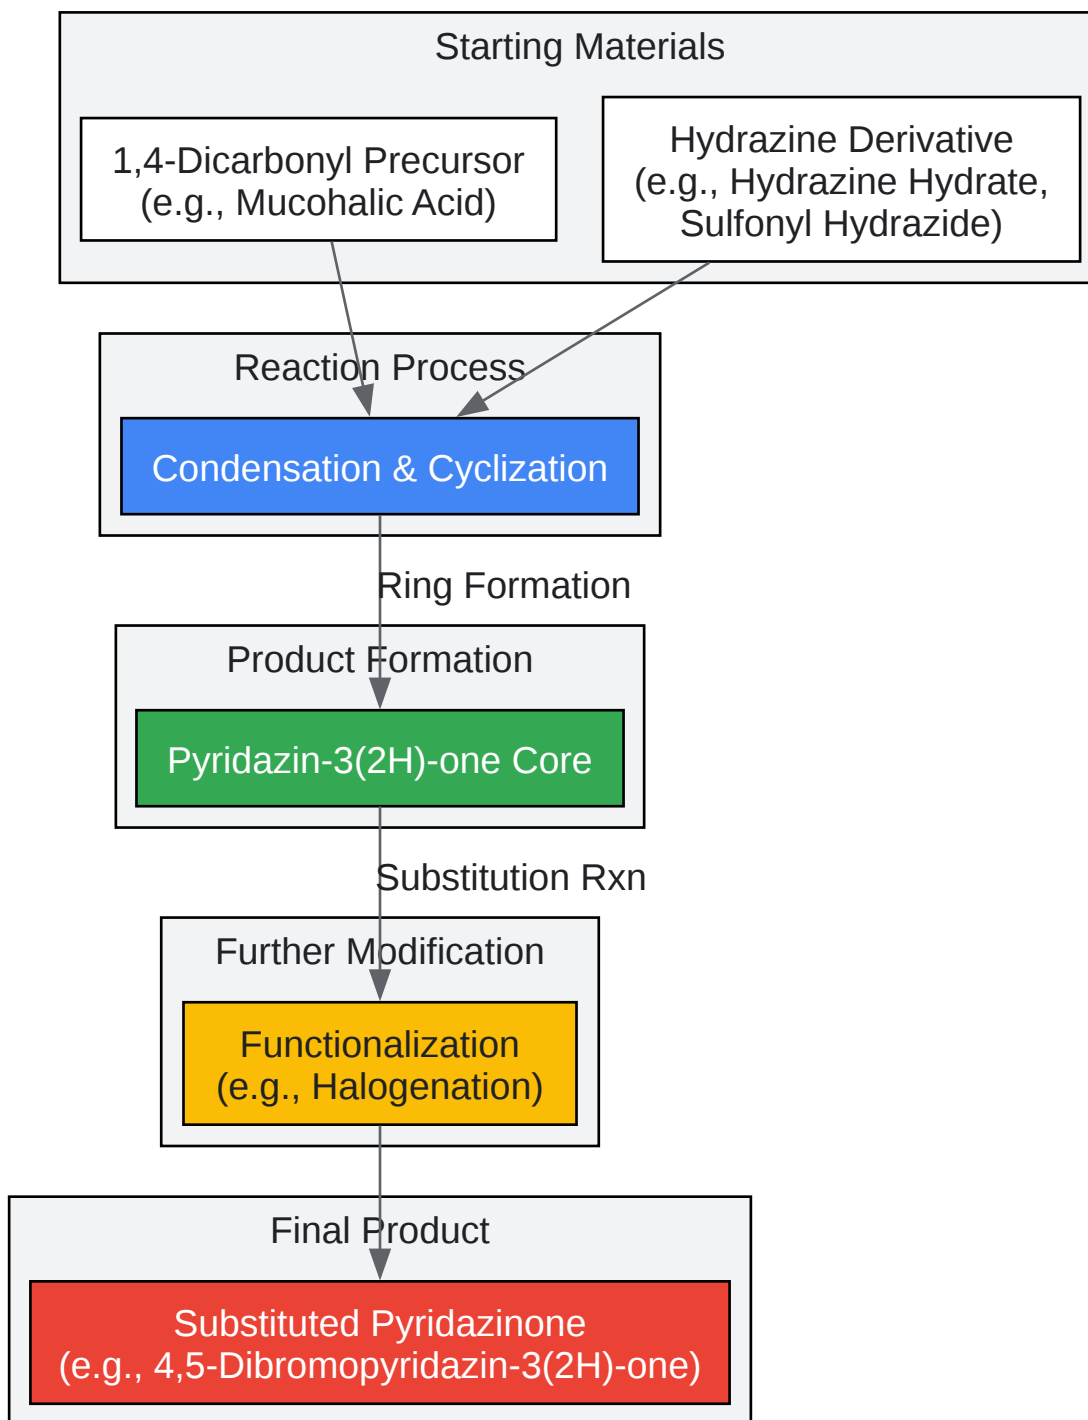 Starting Materials
1,4-Dicarbonyl Precursor
(e.g., Mucohalic Acid)
Hydrazine Derivative
(e.g., Hydrazine Hydrate,
Sulfonyl Hydrazide)
Reaction Process
Condensation & Cyclization
Ring Formation
Product Formation
Pyridazin-3(2H)-one Core
Substitution Rxn
Further Modification
Functionalization
(e.g., Halogenation)
Final Product
Substituted Pyridazinone
(e.g., 4,5-Dibromopyridazin-3(2H)-one)